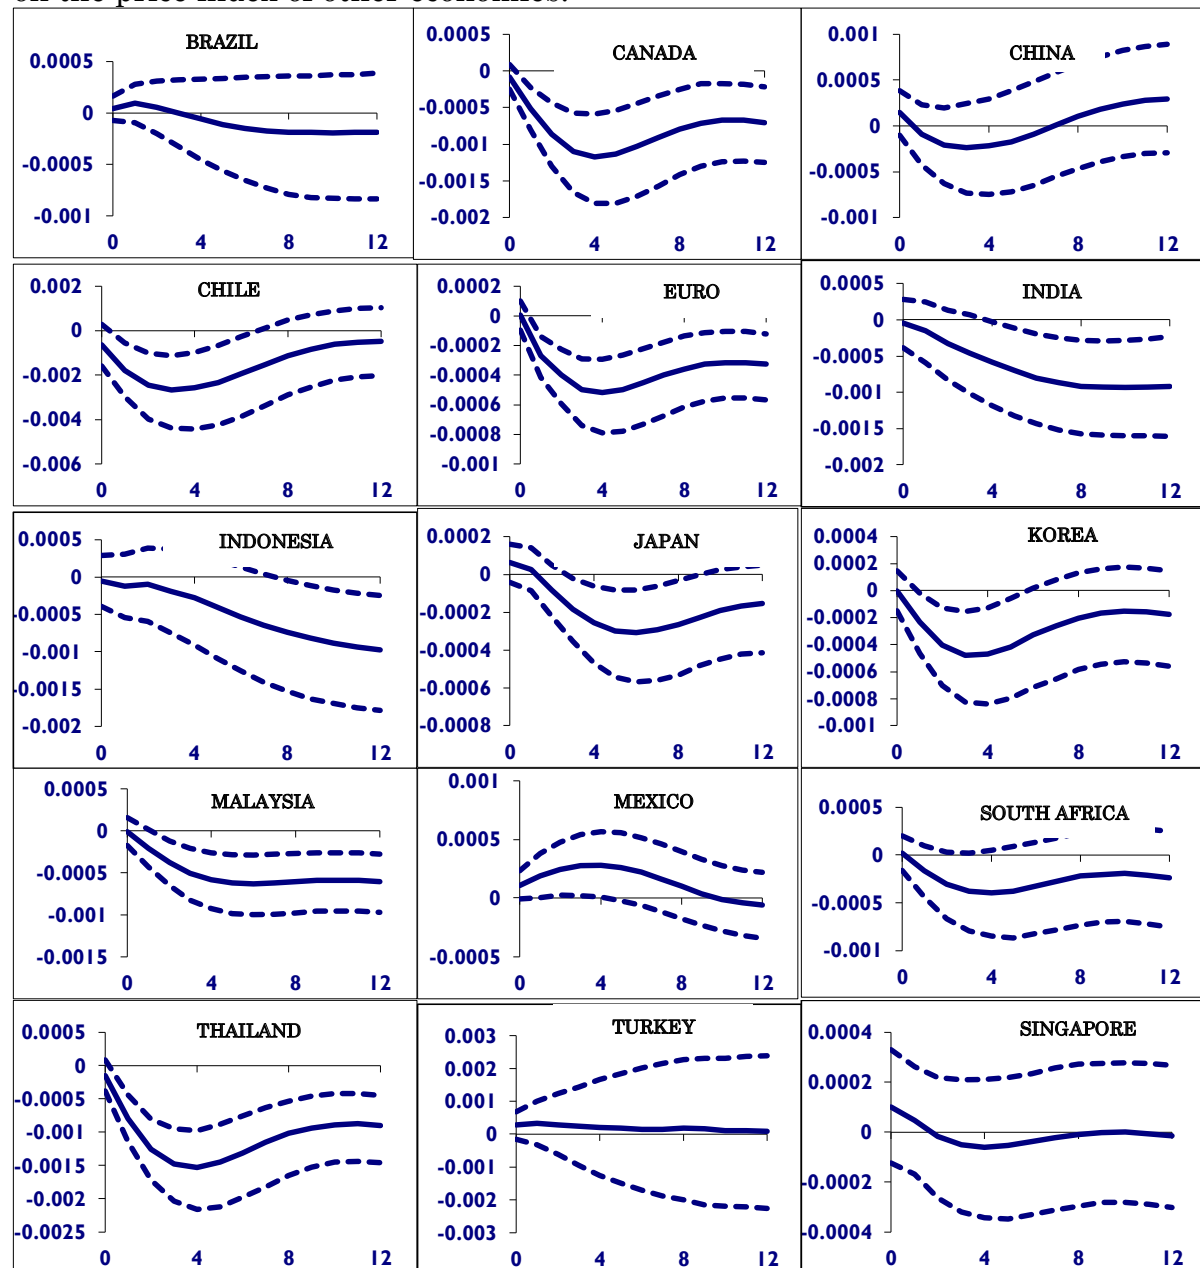 on the price index of other economies.
BRAZIL
0.0005
0
-0.0005
-0.001
0 4 8 12
CANADA
0.0005
0
-0.0005
-0.001
-0.0015
-0.002
0 4 8 12
CHINA
0.001
0.0005
0
-0.0005
-0.001
0 4 8 12
CHILE
0.002
0
-0.002
-0.004
-0.006
0 4 8 12
EURO
0.0002
0
-0.0002
-0.0004
-0.0006
-0.0008
-0.001
0 4 8 12
INDIA
0.0005
0
-0.0005
-0.001
-0.0015
-0.002
0 4 8 12
INDONESIA
0.0005
0
-0.0005
-0.001
-0.0015
-0.002
0 4 8 12
JAPAN
0.0002
0
-0.0002
-0.0004
-0.0006
-0.0008
0 4 8 12
KOREA
0.0004
0.0002
0
-0.0002
-0.0004
-0.0006
-0.0008
-0.001
0 4 8 12
MALAYSIA
0.0005
0
-0.0005
-0.001
-0.0015
0 4 8 12
MEXICO
0.001
0.0005
0
-0.0005
0 4 8 12
SOUTH AFRICA
0.0005
0
-0.0005
-0.001
0 4 8 12
THAILAND
0.0005
0
-0.0005
-0.001
-0.0015
-0.002
-0.0025
0 4 8 12
TURKEY
0.003
0.002
0.001
0
-0.001
-0.002
-0.003
0 4 8 12
SINGAPORE
0.0004
0.0002
0
-0.0002
-0.0004
0 4 8 12